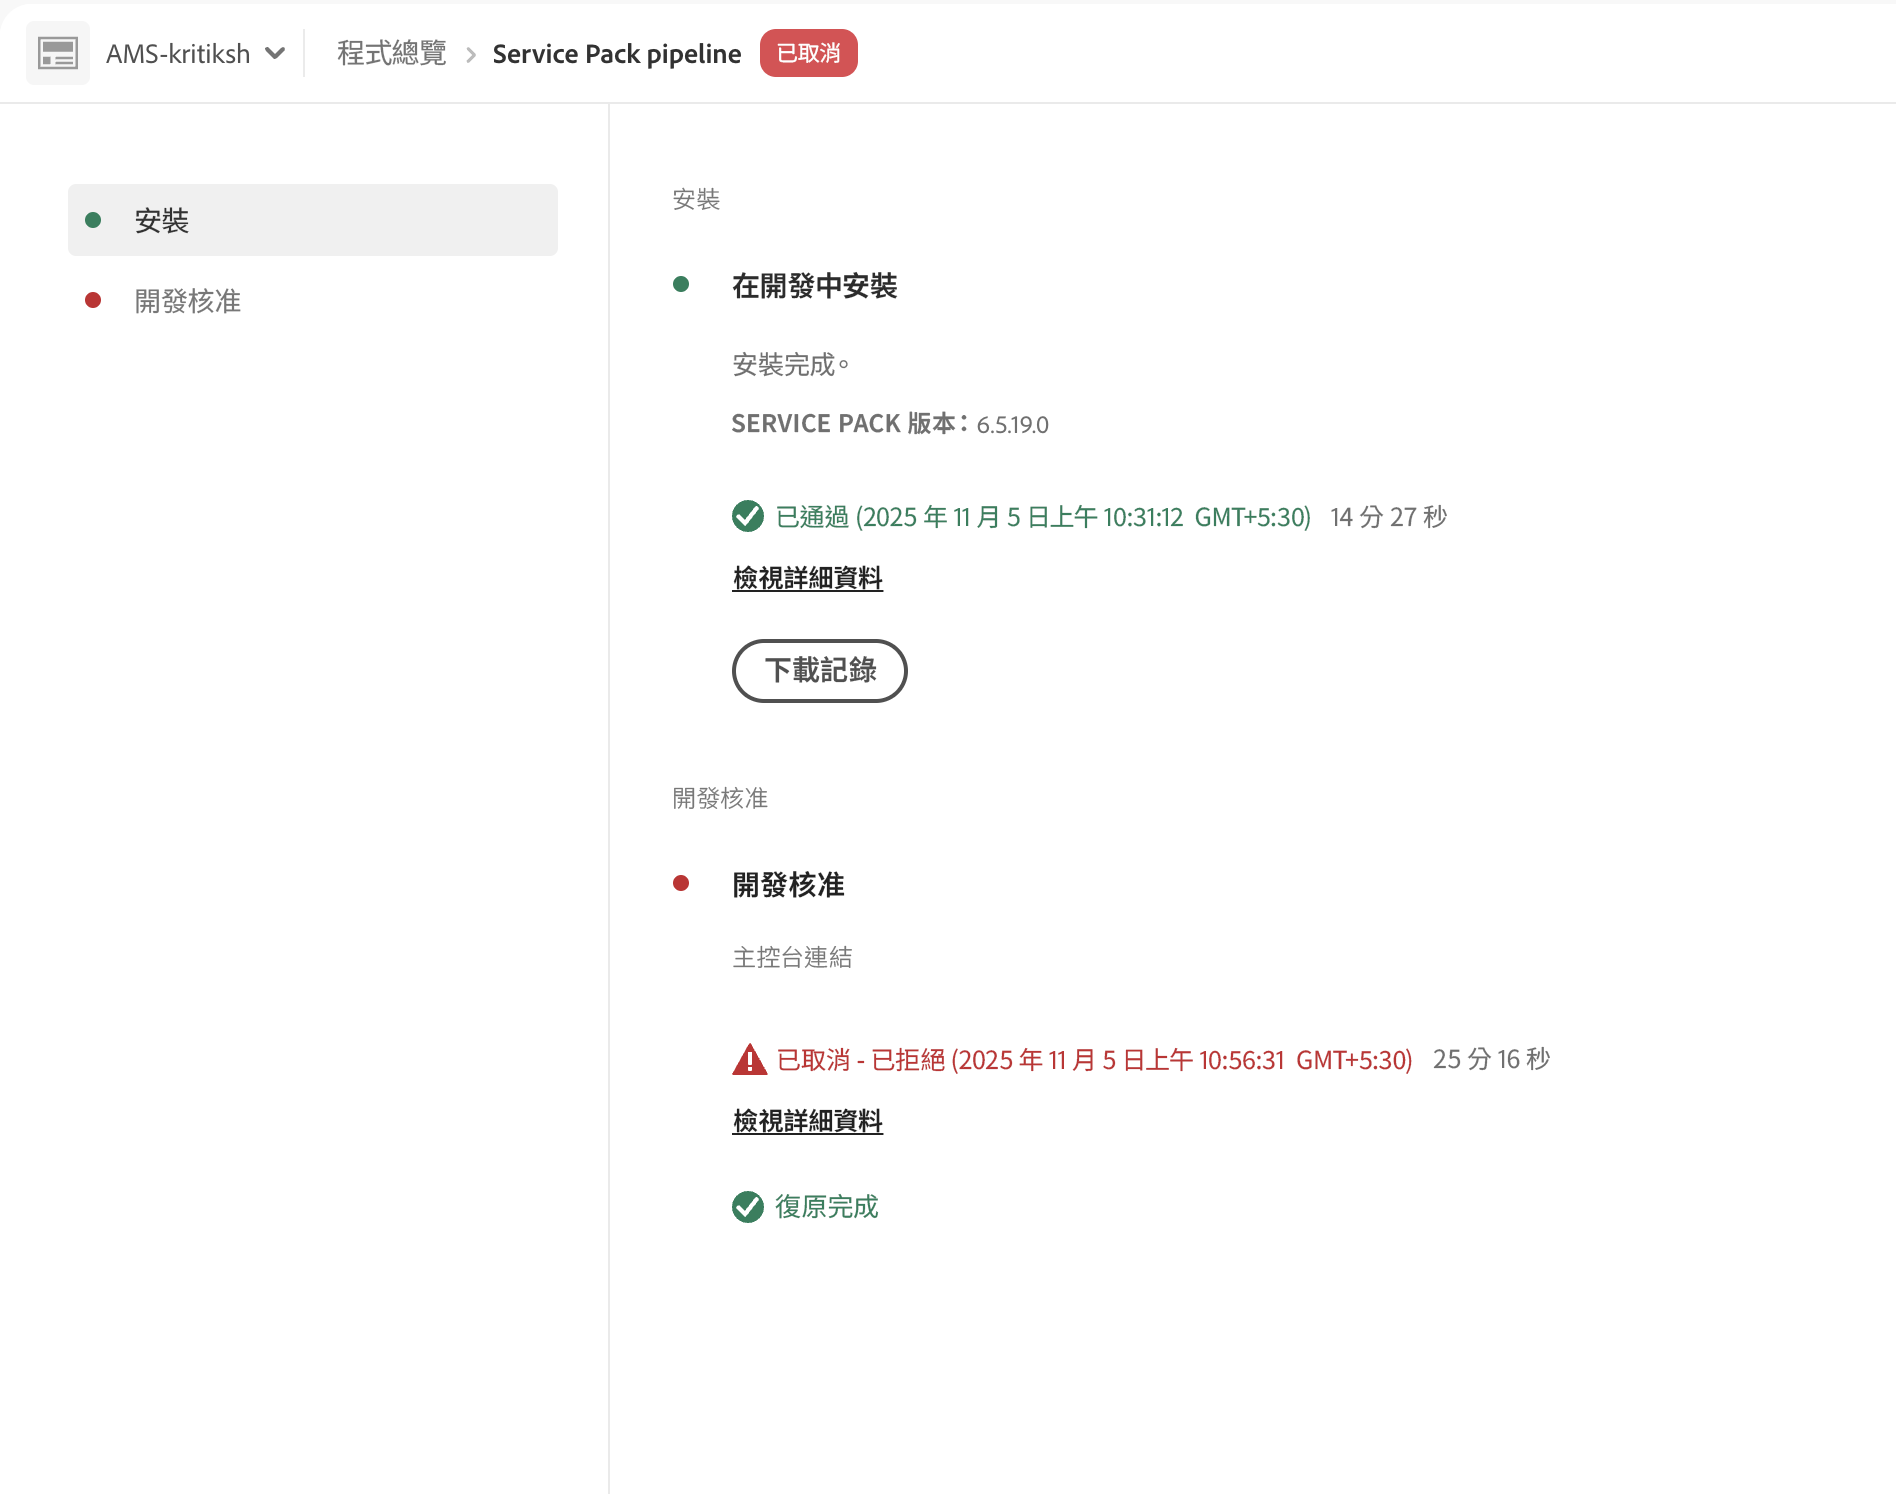 AMS-kritiksh
程式總覽 > Service Pack pipeline 已取消
安裝
開發核准
安裝
在開發中安裝
安裝完成。
SERVICE PACK 版本： 6.5.19.0
已通過 (2025 年 11 月 5 日上午 10:31:12 GMT+5:30) 14 分 27 秒
檢視詳細資料
下載記錄
開發核准
開發核准
主控台連結
已取消 - 已拒絕 (2025 年 11 月 5 日上午 10:56:31 GMT+5:30) 25 分 16 秒
檢視詳細資料
復原完成